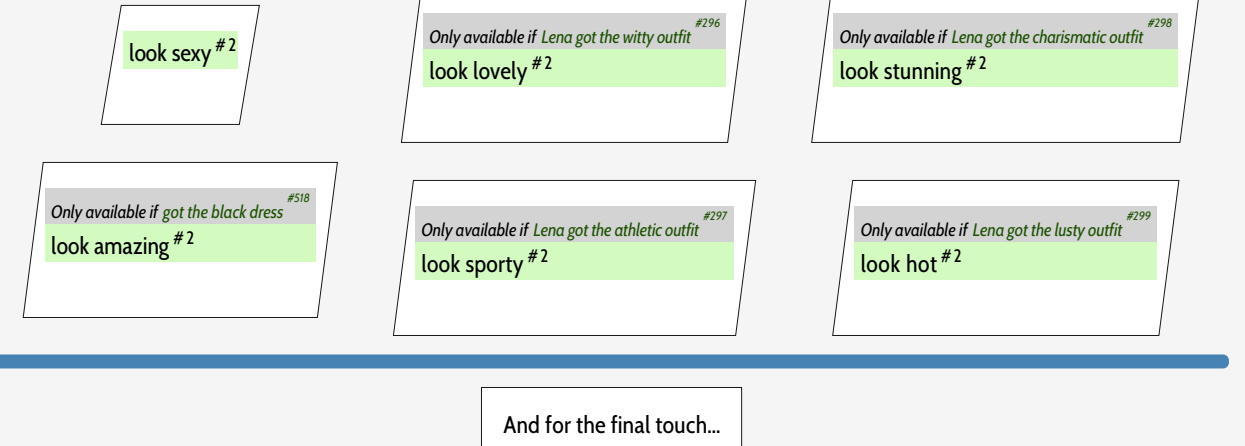 look sexy # 2
#296
Only available if Lena got the witty outfit
look lovely # 2
#298
Only available if Lena got the charismatic outfit
look stunning # 2
#518
Only available if got the black dress
look amazing # 2
#297
Only available if Lena got the athletic outfit
look sporty # 2
#299
Only available if Lena got the lusty outfit
look hot # 2
And for the final touch...